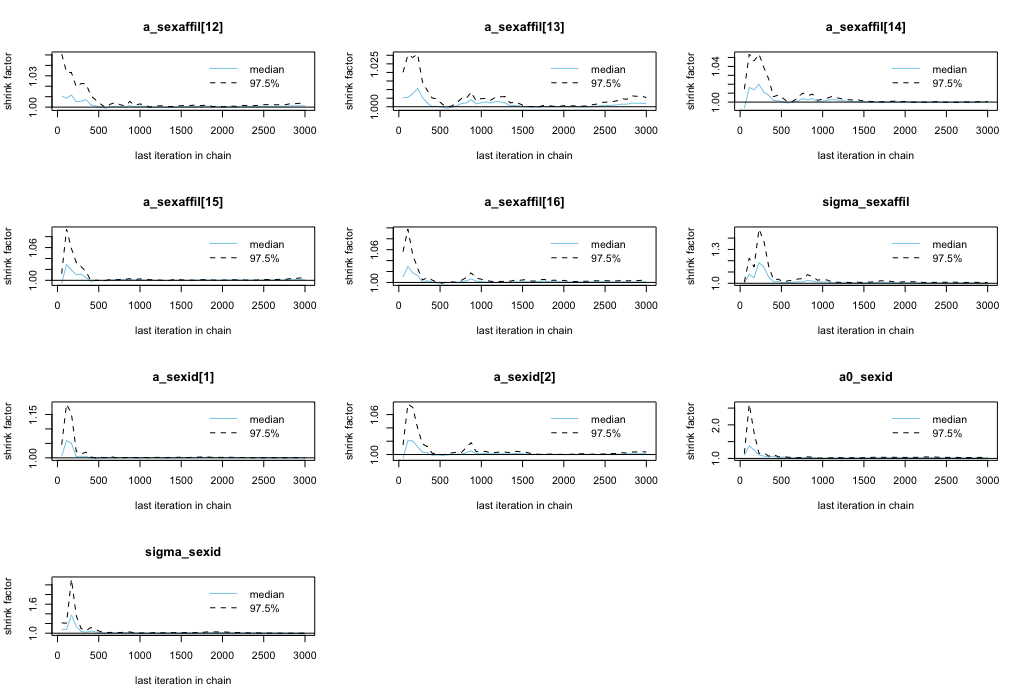 a_sexaffil[12]
shrink factor
1.03
1.00
median
97.5%
0 500 1000 1500 2000 2500 3000
last iteration in chain
a_sexaffil[13]
shrink factor
1.025
1.000
median
97.5%
0 500 1000 1500 2000 2500 3000
last iteration in chain
a_sexaffil[14]
shrink factor
1.04
1.00
median
97.5%
0 500 1000 1500 2000 2500 3000
last iteration in chain
a_sexaffil[15]
shrink factor
1.06
1.00
median
97.5%
0 500 1000 1500 2000 2500 3000
last iteration in chain
a_sexaffil[16]
shrink factor
1.06
1.00
median
97.5%
0 500 1000 1500 2000 2500 3000
last iteration in chain
sigma_sexaffil
shrink factor
1.3
1.0
median
97.5%
0 500 1000 1500 2000 2500 3000
last iteration in chain
a_sexid[1]
shrink factor
1.15
1.00
median
97.5%
0 500 1000 1500 2000 2500 3000
last iteration in chain
a_sexid[2]
shrink factor
1.06
1.00
median
97.5%
0 500 1000 1500 2000 2500 3000
last iteration in chain
a0_sexid
shrink factor
2.0
1.0
median
97.5%
0 500 1000 1500 2000 2500 3000
last iteration in chain
sigma_sexid
shrink factor
1.6
1.0
median
97.5%
0 500 1000 1500 2000 2500 3000
last iteration in chain